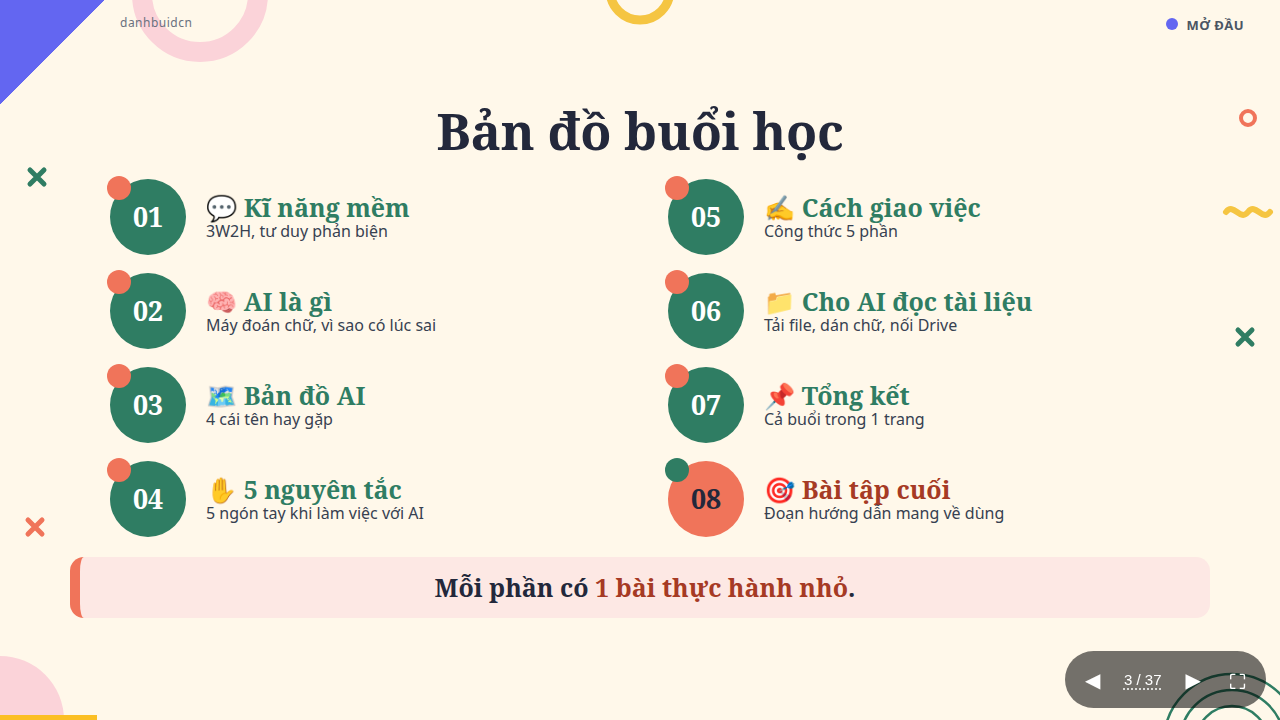 danhbuidcn
MỞ ĐẦU
Bản đồ buổi học
01
💬 Kĩ năng mềm
3W2H, tư duy phản biện
02
🧠 AI là gì
Máy đoán chữ, vì sao có lúc sai
03
🗺️ Bản đồ AI
4 cái tên hay gặp
04
✋ 5 nguyên tắc
5 ngón tay khi làm việc với AI
05
✍️ Cách giao việc
Công thức 5 phần
06
📁 Cho AI đọc tài liệu
Tải file, dán chữ, nối Drive
07
📌 Tổng kết
Cả buổi trong 1 trang
08
🎯 Bài tập cuối
Đoạn hướng dẫn mang về dùng
Mỗi phần có 1 bài thực hành nhỏ.
3 / 37